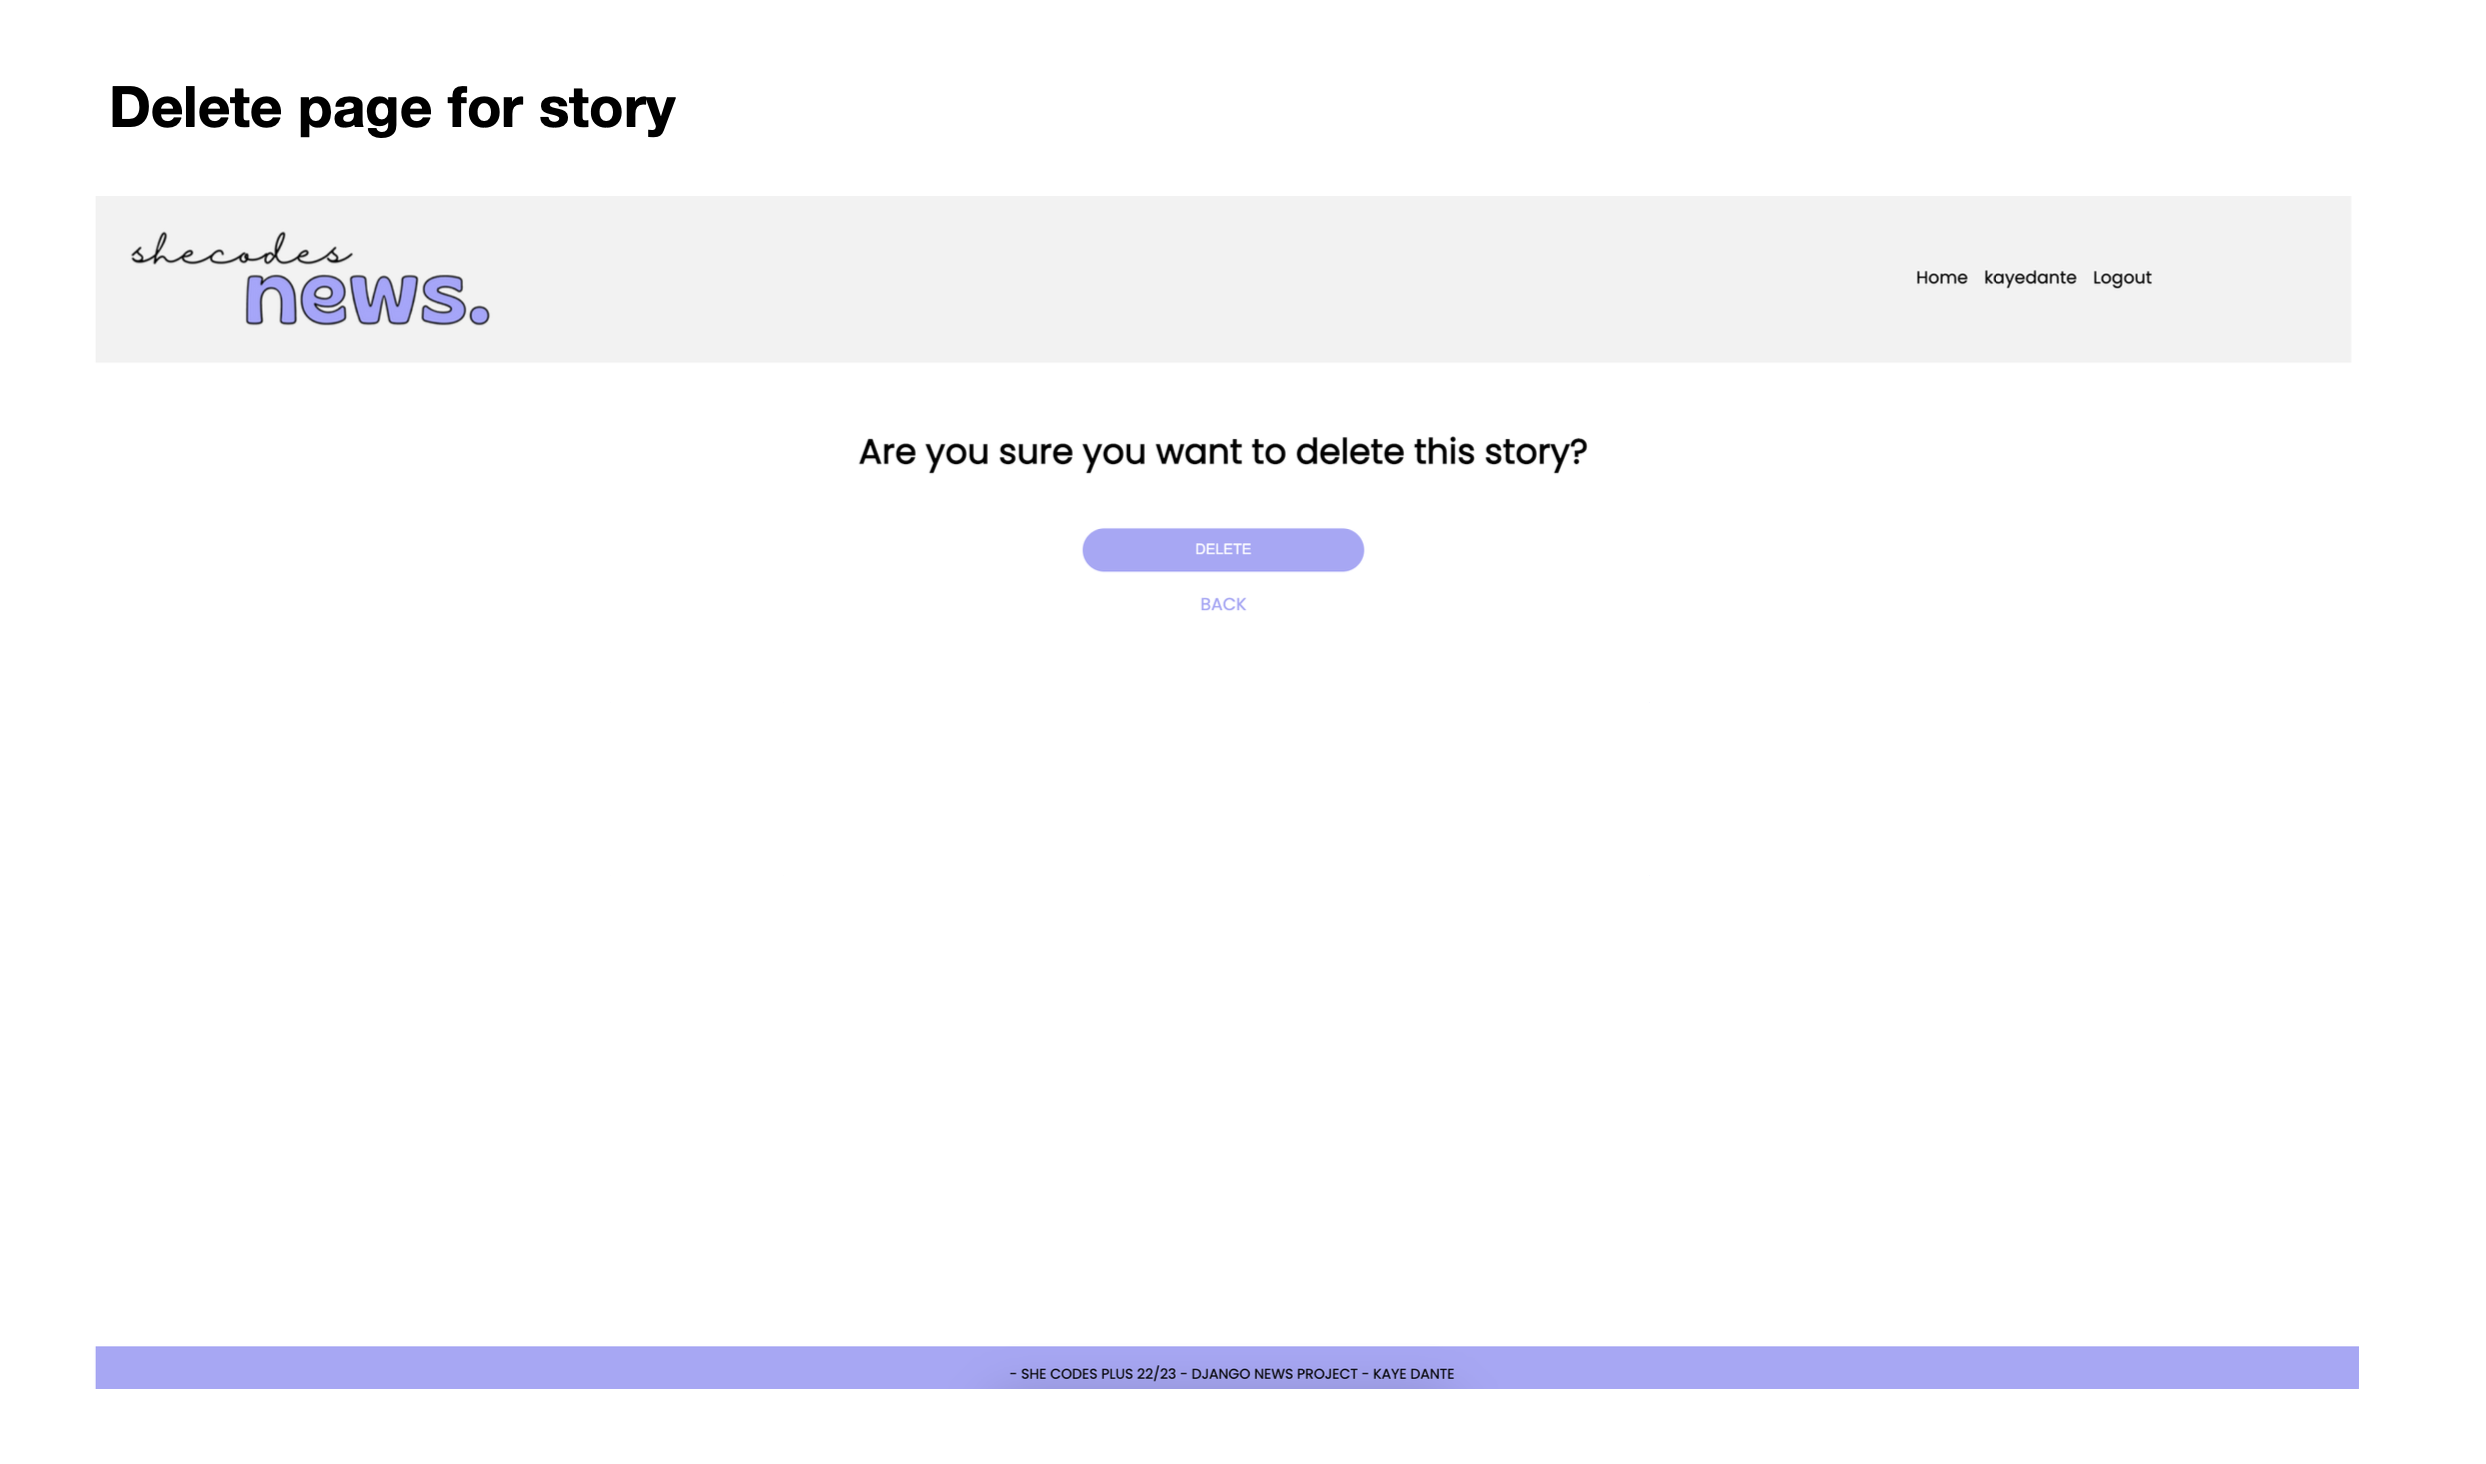 Delete page for story
shecodes
news.
Home kayedante Logout
Are you sure you want to delete this story?
DELETE
BACK
- SHE CODES PLUS 22/23 - DJANGO NEWS PROJECT - KAYE DANTE